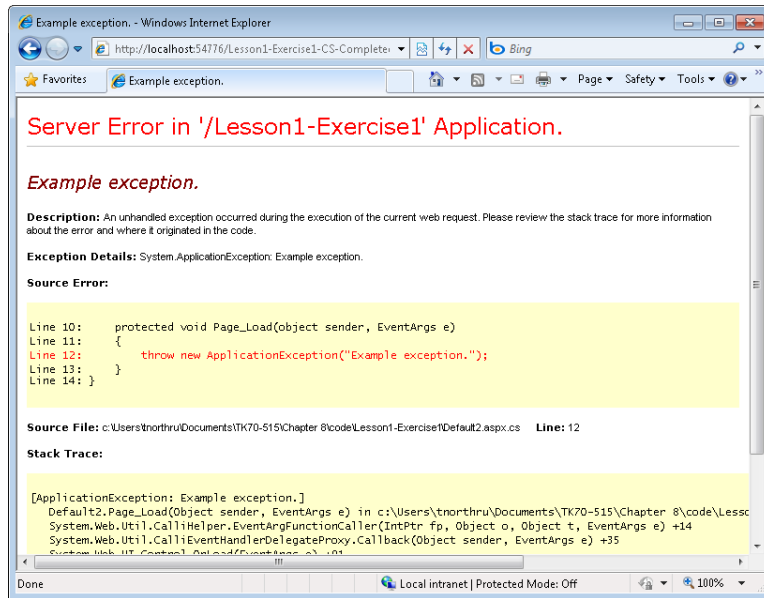 Example exception. - Windows Internet Explorer
http://localhost:54776/Lesson1-Exercise1-CS-Complete
Bing
Favorites
Example exception.
Page
Safety
Tools
Server Error in '/Lesson1-Exercise1' Application.
Example exception.
Description: An unhandled exception occurred during the execution of the current web request. Please review the stack trace for more information
about the error and where it originated in the code.
Exception Details: System.ApplicationException: Example exception.
Source Error:
Line 10:     protected void Page_Load(object sender, EventArgs e)
Line 11:     {
Line 12:         throw new ApplicationException("Example exception.");
Line 13:     }
Line 14: }
Source File: c:\Users\tnorthru\Documents\TK70-515\Chapter 8\code\Lesson1-Exercise1\Default2.aspx.cs     Line: 12
Stack Trace:
[ApplicationException: Example exception.]
   Default2.Page_Load(Object sender, EventArgs e) in c:\Users\tnorthru\Documents\TK70-515\Chapter 8\code\Lesso
   System.Web.Util.CalliHelper.EventArgFunctionCaller(IntPtr fp, Object o, Object t, EventArgs e) +14
   System.Web.Util.CalliEventHandlerDelegateProxy.Callback(Object sender, EventArgs e) +35
   System.Web.UI.Control.OnLoad(EventArgs e) +91
Done
Local intranet | Protected Mode: Off
100%